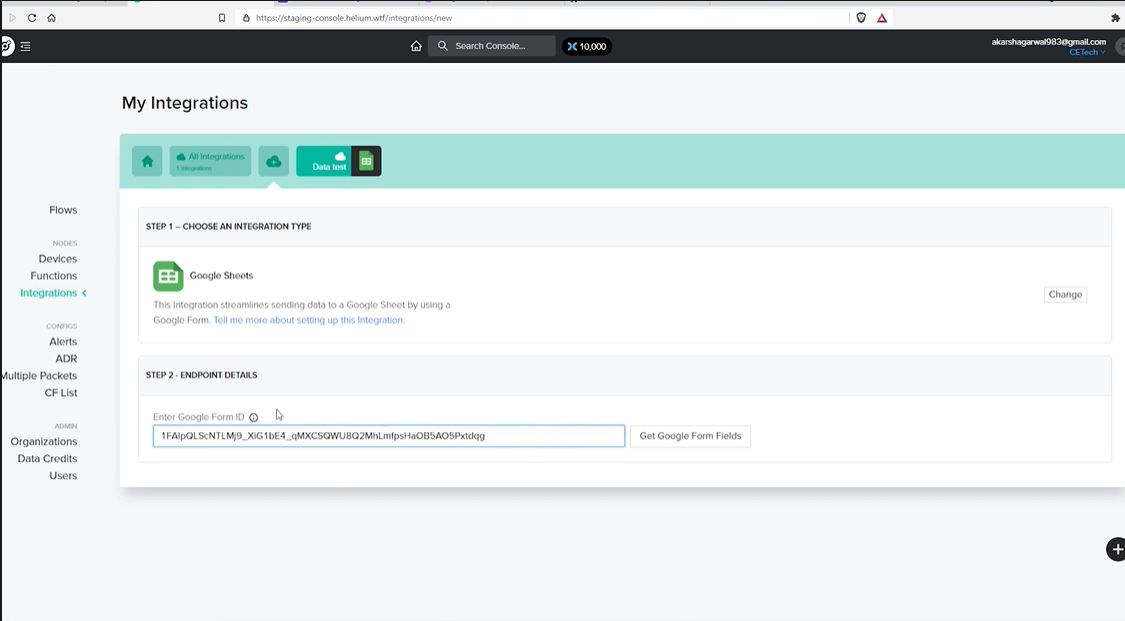 https://staging-console.helium.wtf/integrations/new
Search Console...
10,000
akarshagarwal983@gmail.com
CETech
My Integrations
All Integrations
1 Integrations
Data test
Flows
NODES
Devices
Functions
Integrations
CONFIGS
Alerts
ADR
Multiple Packets
CF List
ADMIN
Organizations
Data Credits
Users
STEP 1 – CHOOSE AN INTEGRATION TYPE
Google Sheets
This Integration streamlines sending data to a Google Sheet by using a
Google Form. Tell me more about setting up this Integration.
Change
STEP 2 - ENDPOINT DETAILS
Enter Google Form ID
1FAIpQLScNTLMj9_XiG1bE4_qMXCSQWU8Q2MhLmfpsHaOB5AO5Pxtdqg
Get Google Form Fields